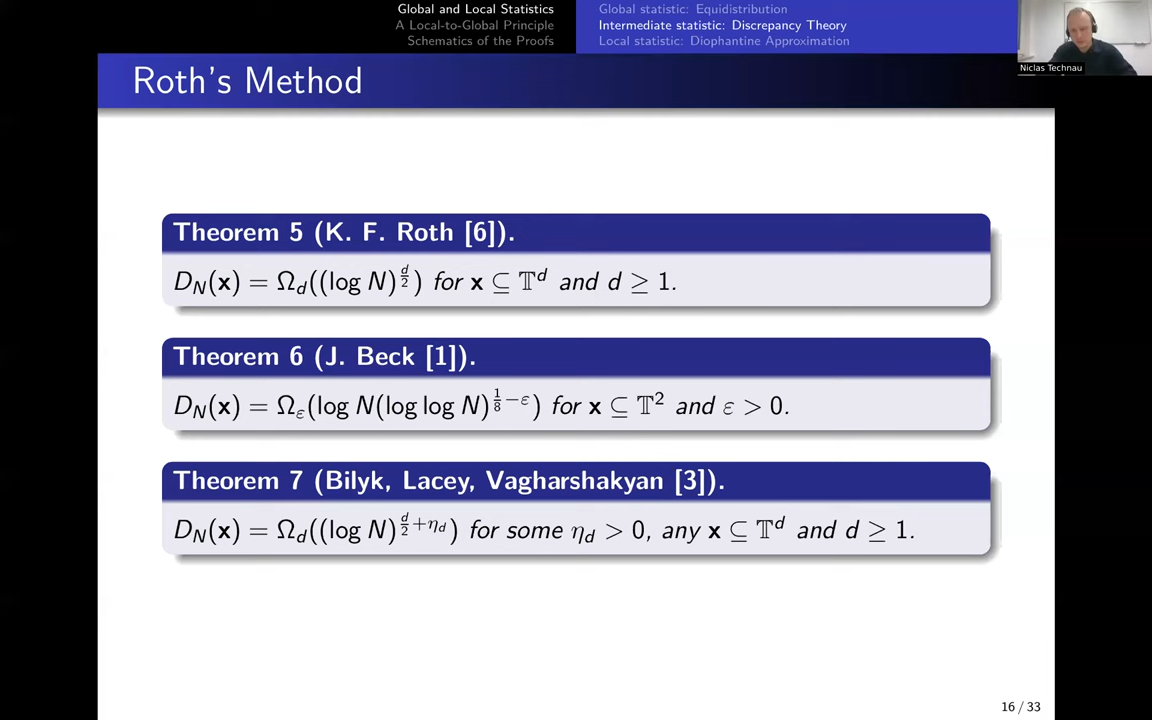 Global and Local Statistics
A Local-to-Global Principle
Schematics of the Proofs
Global statistic: Equidistribution
Intermediate statistic: Discrepancy Theory
Local statistic: Diophantine Approximation
Niclas Technau
Roth's Method
Theorem 5 (K. F. Roth [6]).
D_N(x) = Ω_d((log N)^{d/2}) for x ⊆ 𝕋^d and d ≥ 1.
Theorem 6 (J. Beck [1]).
D_N(x) = Ω_ε(log N(log log N)^{1/8−ε}) for x ⊆ 𝕋^2 and ε > 0.
Theorem 7 (Bilyk, Lacey, Vagharshakyan [3]).
D_N(x) = Ω_d((log N)^{d/2+η_d}) for some η_d > 0, any x ⊆ 𝕋^d and d ≥ 1.
16 / 33